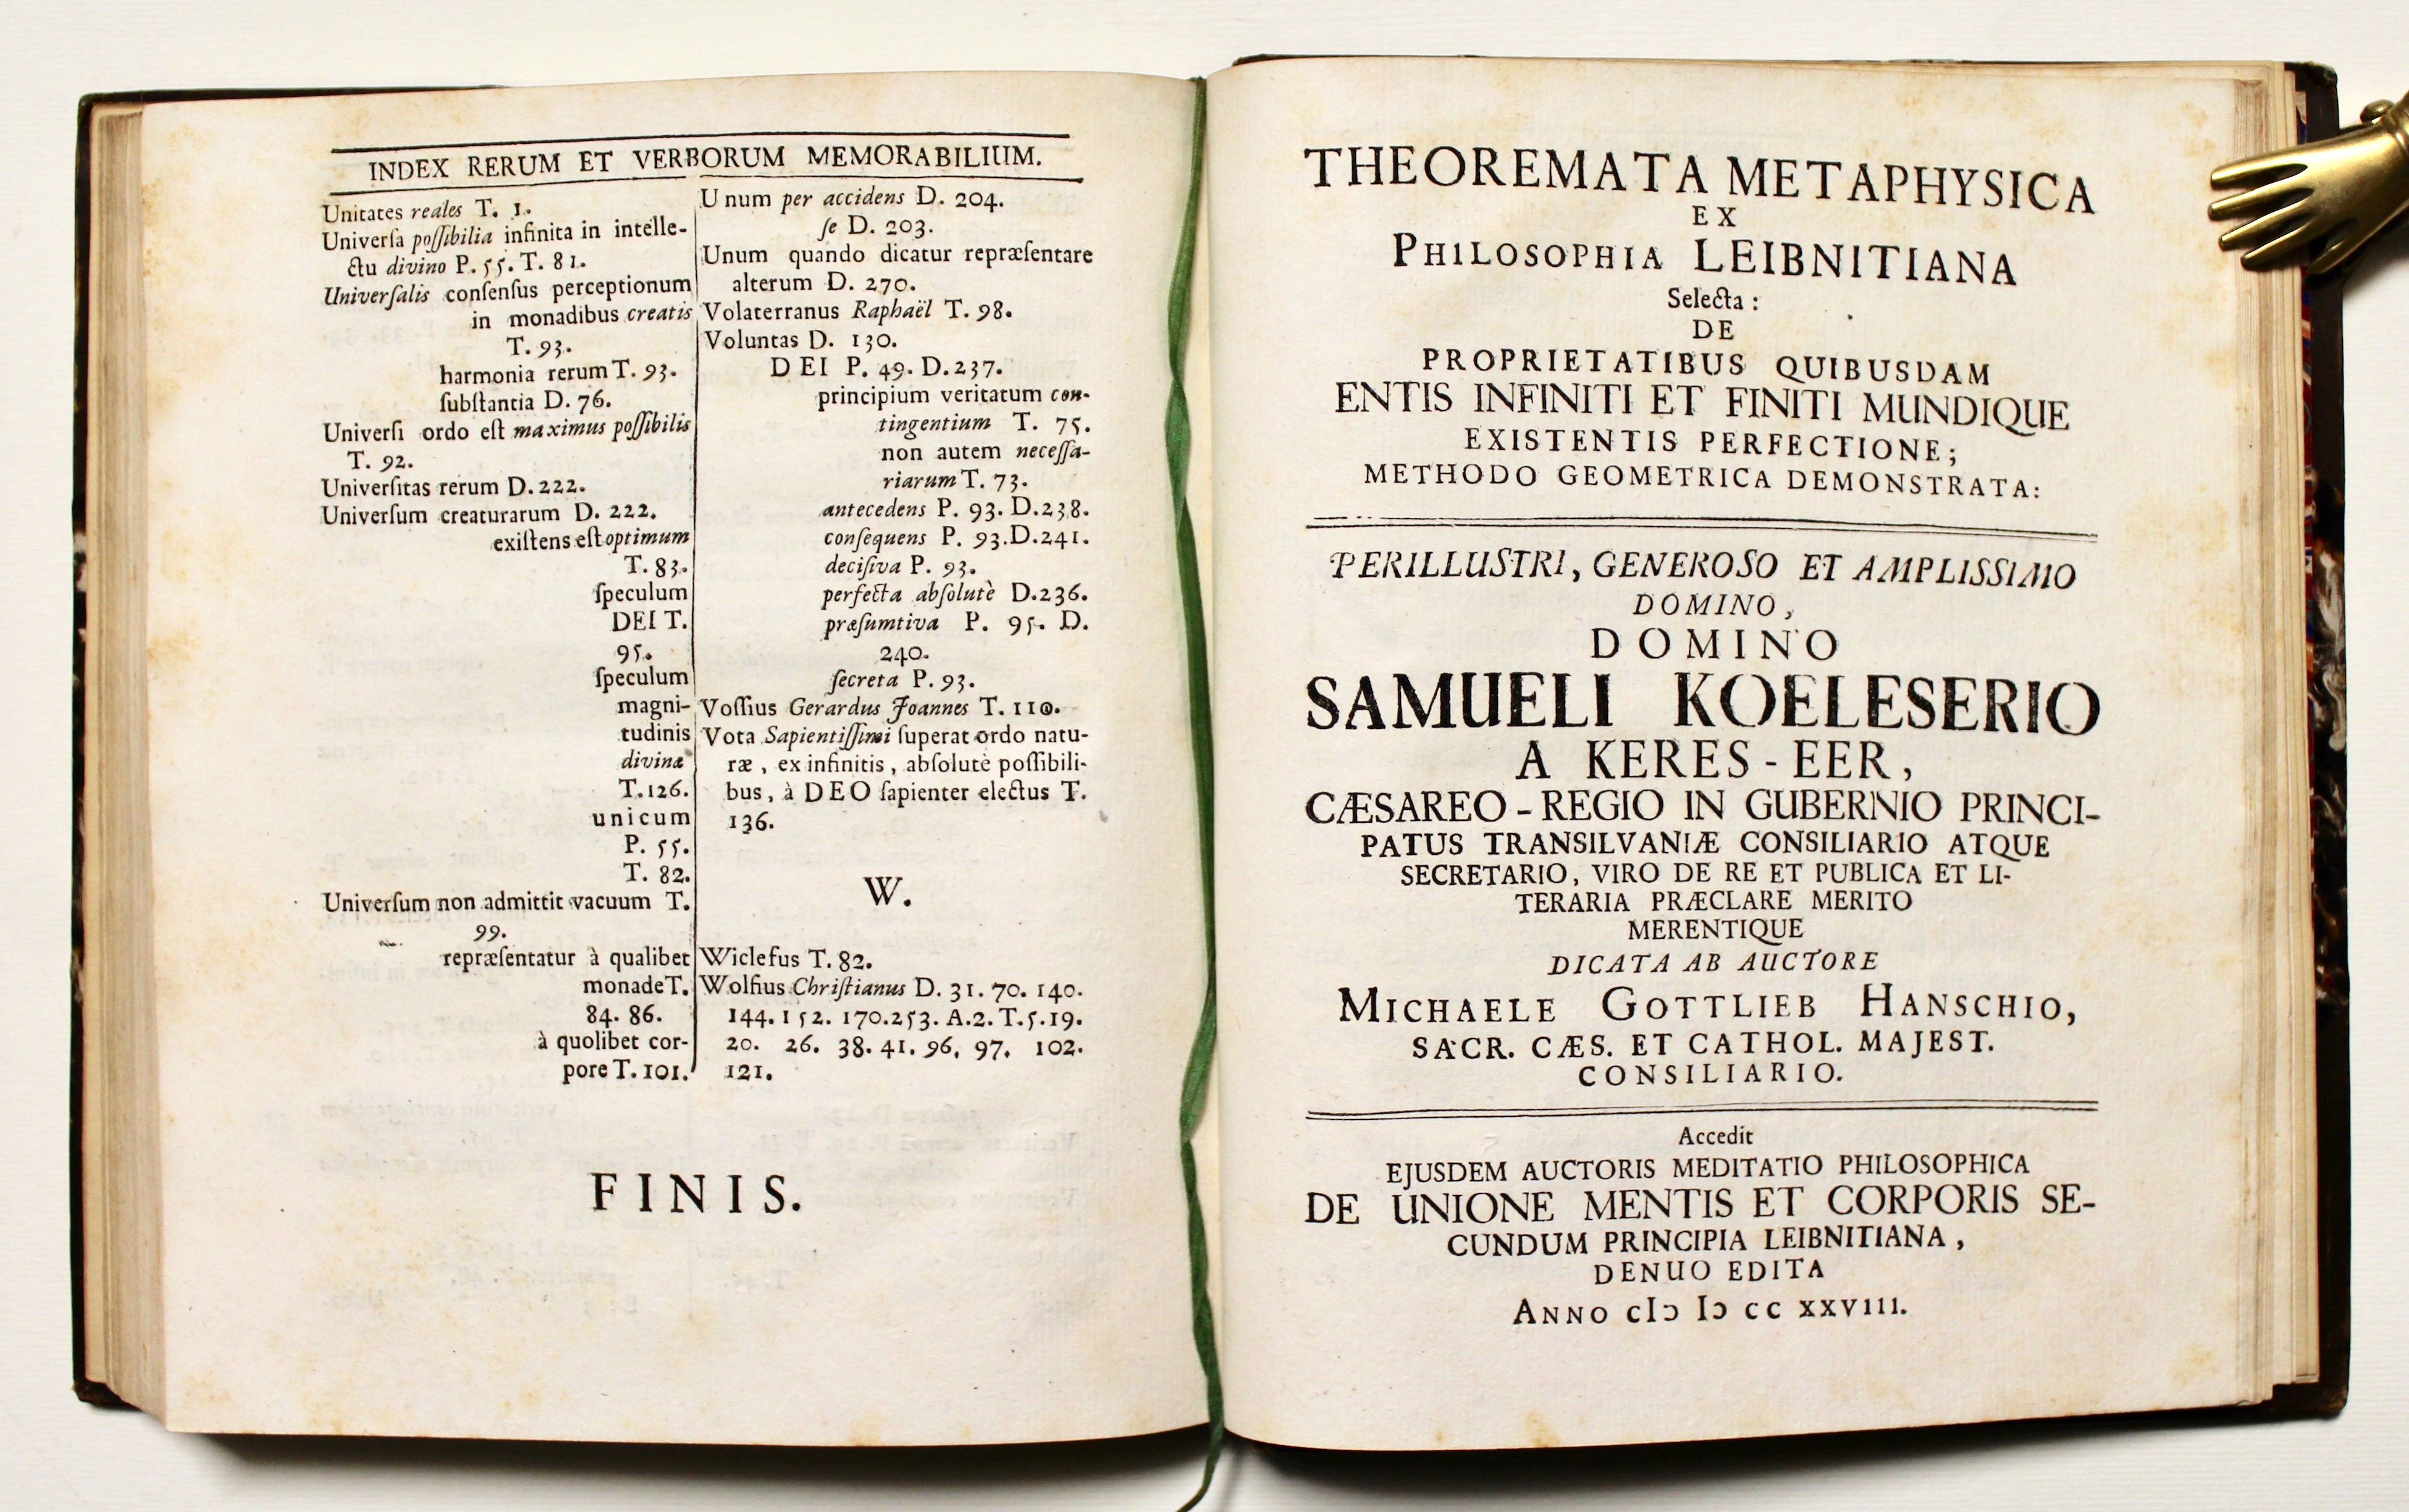 INDEX RERUM ET VERBORUM MEMORABILIUM.
Unitates reales T. 1.
Univerſa poſſibilia infinita in intelle-
ctu divino P. 55. T. 81.
Univerſalis conſenſus perceptionum
in monadibus creatis
T. 93.
harmonia rerum T. 93.
ſubſtantia D. 76.
Univerſi ordo eſt maximus poſſibilis
T. 92.
Univerſitas rerum D. 222.
Univerſum creaturarum D. 222.
exiſtens eſt optimum
T. 83.
ſpeculum
DEI T.
95.
ſpeculum
magni-
tudinis
divinæ
T. 126.
unicum
P. 55.
T. 82.
Univerſum non admittit vacuum T.
99.
repræſentatur à qualibet
monade T.
84. 86.
à quolibet cor-
pore T. 101.
Unum per accidens D. 204.
ſe D. 203.
Unum quando dicatur repræſentare
alterum D. 270.
Volaterranus Raphaël T. 98.
Voluntas D. 130.
DEI P. 49. D. 237.
principium veritatum con-
tingentium T. 75.
non autem neceſſa-
riarum T. 73.
antecedens P. 93. D. 238.
conſequens P. 93. D. 241.
deciſiva P. 93.
perfecta abſolutè D. 236.
præſumtiva P. 95. D.
240.
ſecreta P. 93.
Voſſius Gerardus Joannes T. 110.
Vota Sapientiſſimi ſuperat ordo natu-
ræ, ex infinitis, abſolutè poſſibili-
bus, à DEO ſapienter electus T.
136.
W.
Wiclefus T. 82.
Wolfius Chriſtianus D. 31. 70. 140.
144. 152. 170. 253. A. 2. T. 5. 19.
20. 26. 38. 41. 96, 97, 102.
121.
FINIS.
THEOREMATA METAPHYSICA
EX
PHILOSOPHIA LEIBNITIANA
Selecta:
DE
PROPRIETATIBUS QUIBUSDAM
ENTIS INFINITI ET FINITI MUNDIQUE
EXISTENTIS PERFECTIONE;
METHODO GEOMETRICA DEMONSTRATA:
PERILLUSTRI, GENEROSO ET AMPLISSIMO
DOMINO,
DOMINO
SAMUELI KOELESERIO
A KERES-EER,
CÆSAREO-REGIO IN GUBERNIO PRINCI-
PATUS TRANSILVANIÆ CONSILIARIO ATQUE
SECRETARIO, VIRO DE RE ET PUBLICA ET LI-
TERARIA PRÆCLARE MERITO
MERENTIQUE
DICATA AB AUCTORE
MICHAELE GOTTLIEB HANSCHIO,
SACR. CÆS. ET CATHOL. MAJEST.
CONSILIARIO.
Accedit
EJUSDEM AUCTORIS MEDITATIO PHILOSOPHICA
DE UNIONE MENTIS ET CORPORIS SE-
CUNDUM PRINCIPIA LEIBNITIANA,
DENUO EDITA
ANNO cIↄ Iↄ cc xxvIII.